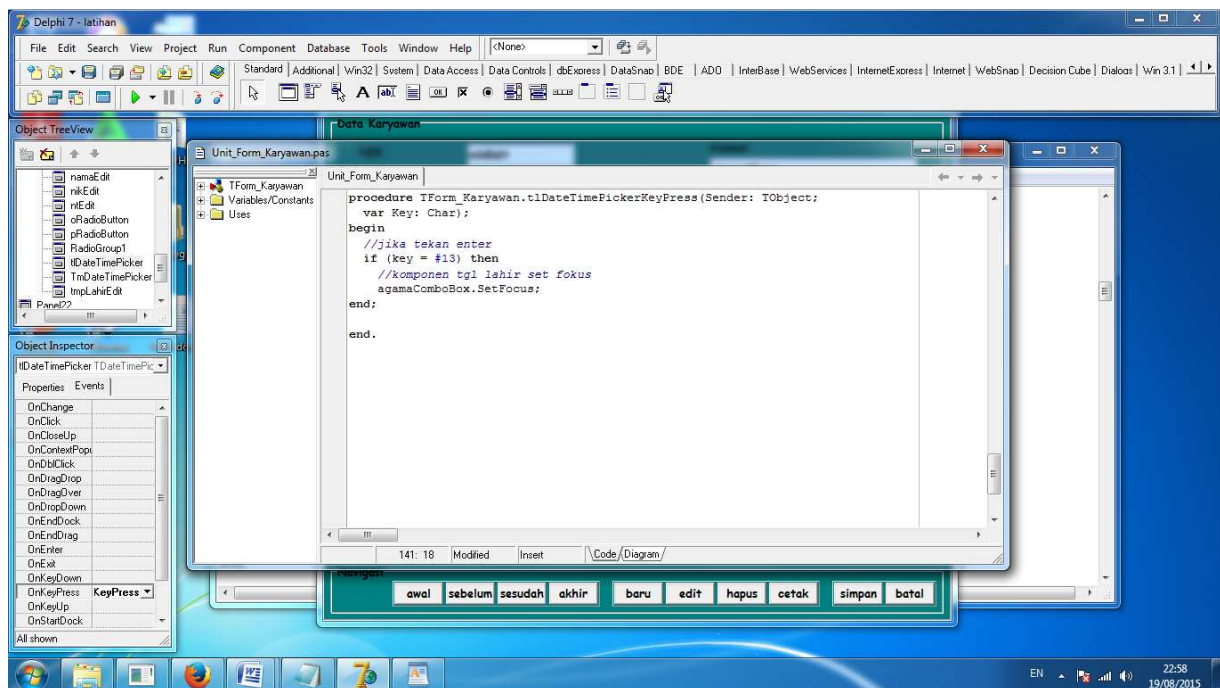 Delphi 7 - latihan
File Edit Search View Project Run Component Database Tools Window Help <None>
Standard Additional Win32 System Data Access Data Controls dbExpress DataSnap BDE ADO InterBase WebServices InternetExpress Internet WebSnap Decision Cube Dialogs Win 3.1
Object TreeView
namaEdit
nikEdit
ntEdit
oRadioButton
pRadioButton
RadioGroup1
tlDateTimePicker
TmDateTimePicker
tmpLahirEdit
Panel22
Data Karyawan
Unit_Form_Karyawan.pas
TForm_Karyawan
Variables/Constants
Uses
Unit_Form_Karyawan
procedure TForm_Karyawan.tlDateTimePickerKeyPress(Sender: TObject;
var Key: Char);
begin
//jika tekan enter
if (key = #13) then
//komponen tgl lahir set fokus
agamaComboBox.SetFocus;
end;
end.
141: 18 Modified Insert Code Diagram
Object Inspector
tlDateTimePicker TDateTimePic
Properties Events
OnChange
OnClick
OnCloseUp
OnContextPopu
OnDblClick
OnDragDrop
OnDragOver
OnDropDown
OnEndDock
OnEndDrag
OnEnter
OnExit
OnKeyDown
OnKeyPress KeyPress
OnKeyUp
OnStartDock
All shown
Navigasi
awal sebelum sesudah akhir baru edit hapus cetak simpan batal
EN 22:58
19/08/2015